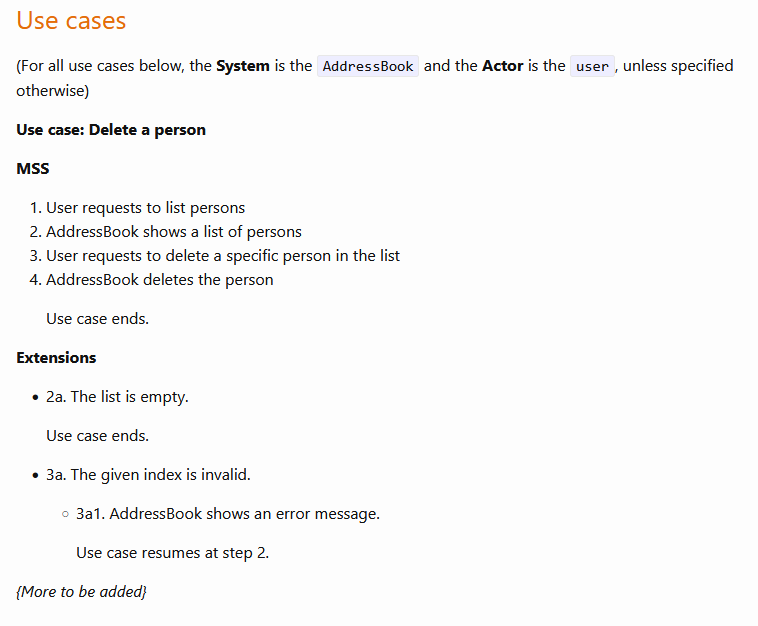 Use cases
(For all use cases below, the System is the AddressBook and the Actor is the user, unless specified
otherwise)
Use case: Delete a person
MSS
1. User requests to list persons
2. AddressBook shows a list of persons
3. User requests to delete a specific person in the list
4. AddressBook deletes the person
Use case ends.
Extensions
• 2a. The list is empty.
Use case ends.
• 3a. The given index is invalid.
○ 3a1. AddressBook shows an error message.
Use case resumes at step 2.
{More to be added}